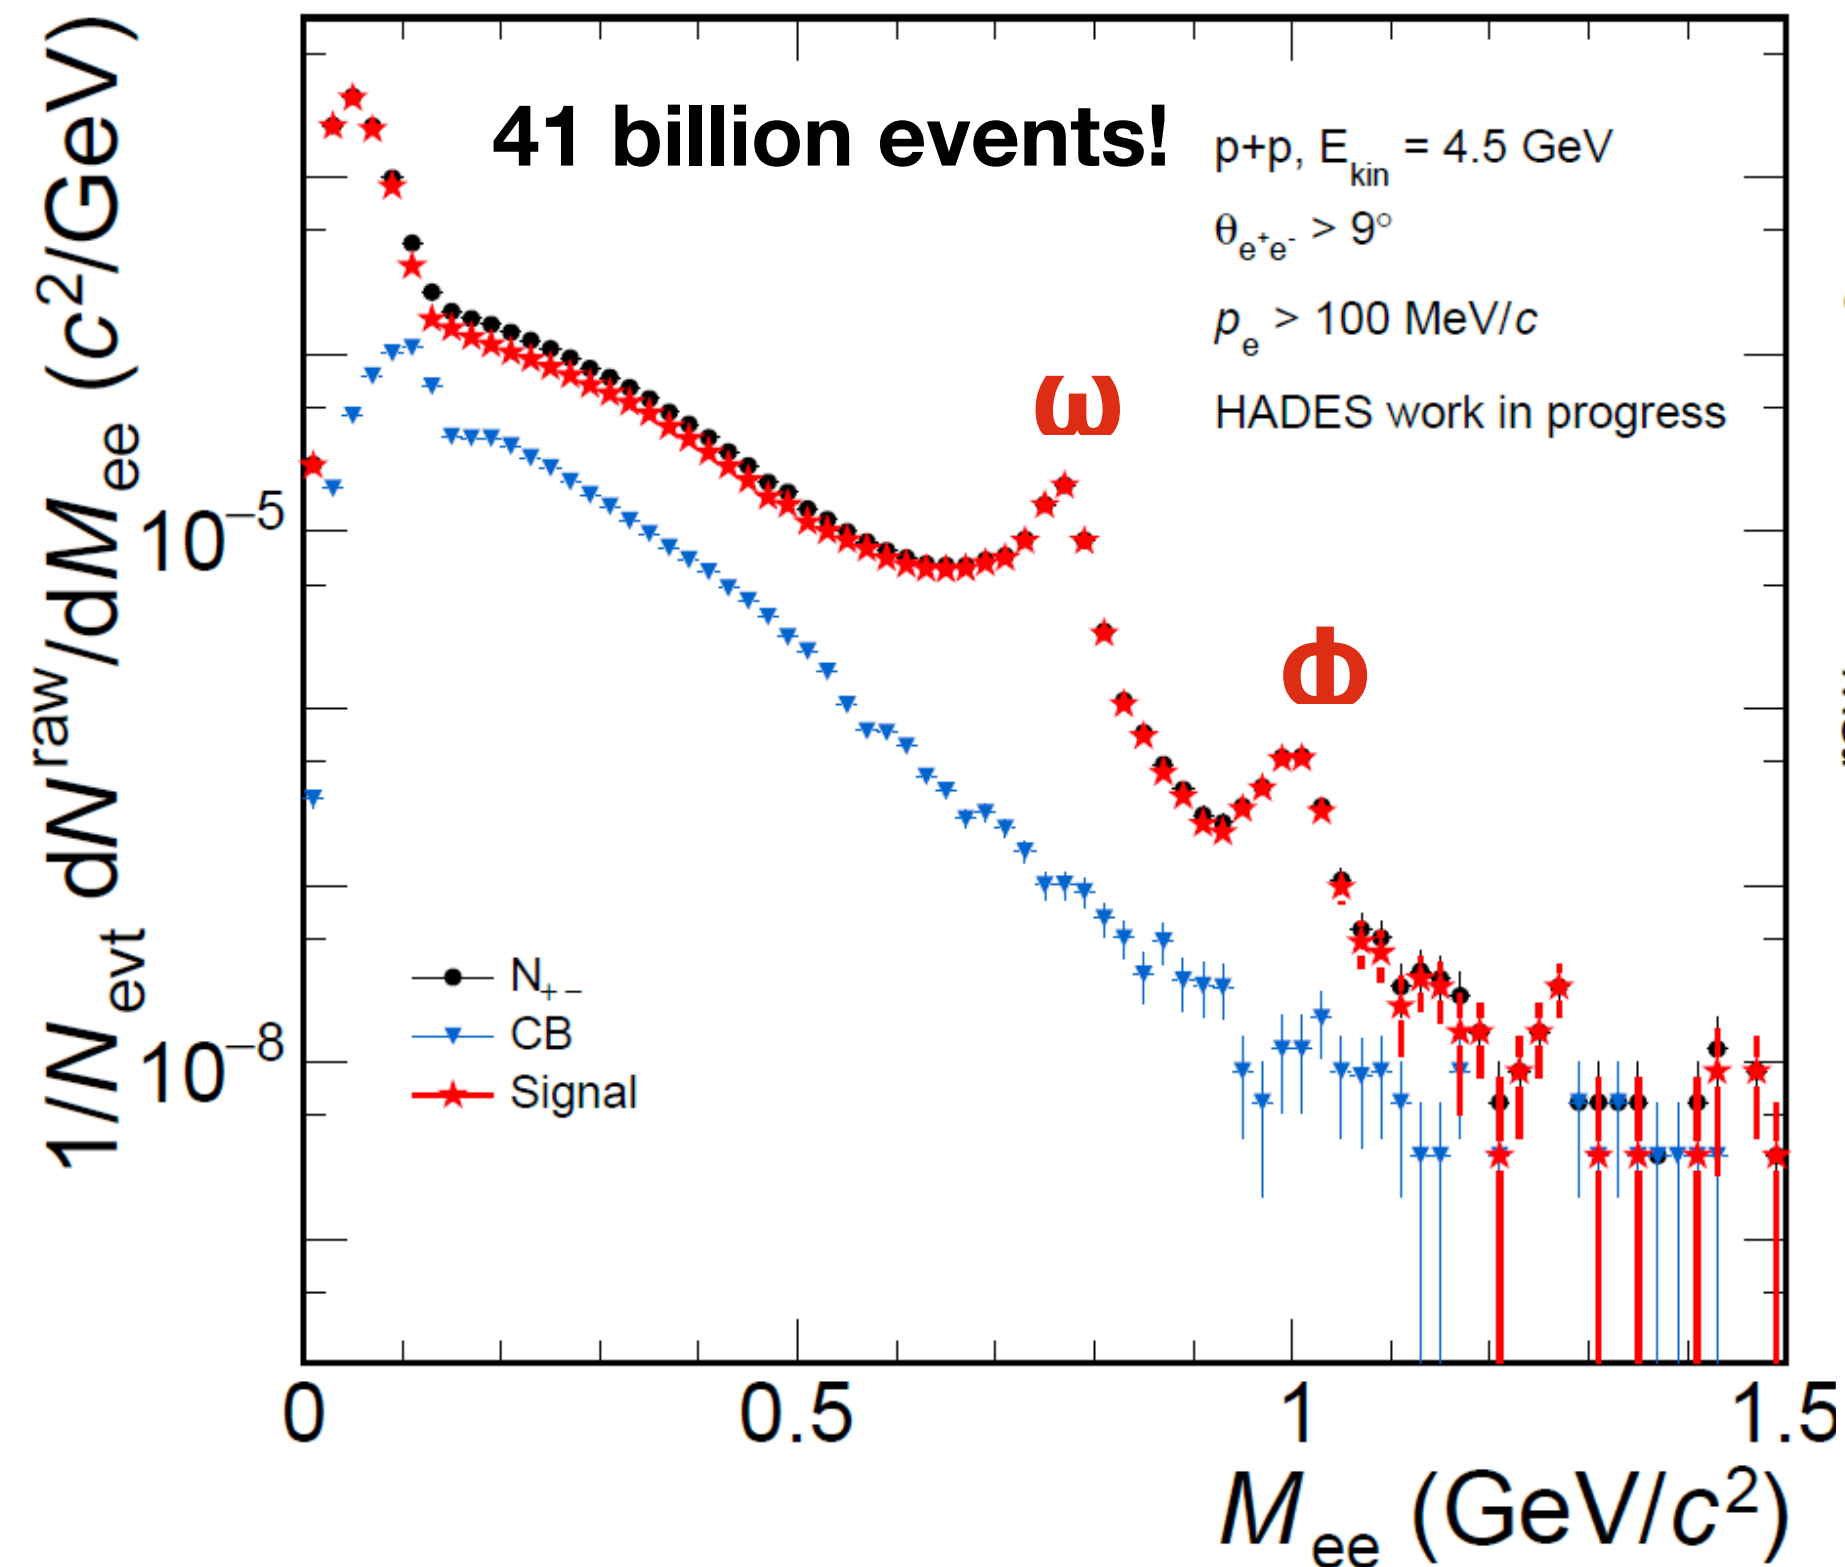 41 billion events!
p+p, E_kin = 4.5 GeV
θ_e⁺e⁻ > 9°
p_e > 100 MeV/c
HADES work in progress
ω
ϕ
1/N_evt dN^raw/dM_ee (c²/GeV)
10⁻⁵
10⁻⁸
N₊₋
CB
Signal
0 0.5 1 1.5
M_ee (GeV/c²)